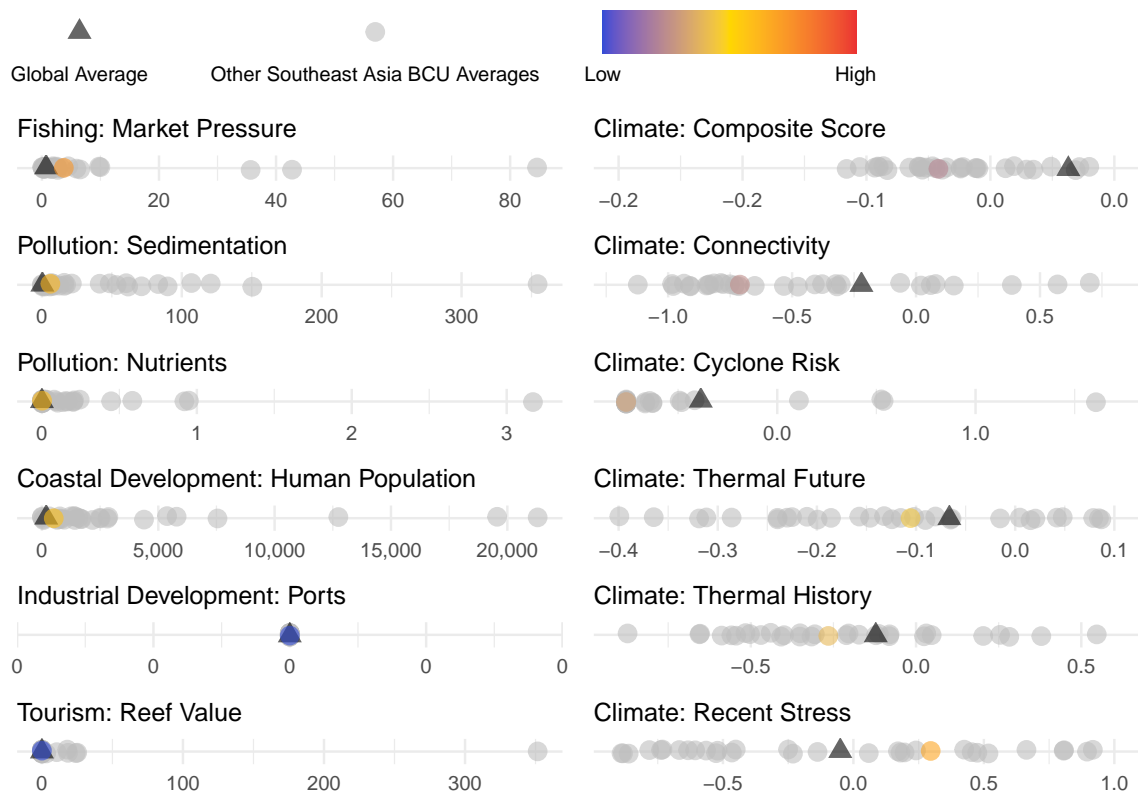 Global Average
Other Southeast Asia BCU Averages
Low
High
Fishing: Market Pressure
0 20 40 60 80
Climate: Composite Score
−0.2 −0.2 −0.1 0.0 0.0
Pollution: Sedimentation
0 100 200 300
Climate: Connectivity
−1.0 −0.5 0.0 0.5
Pollution: Nutrients
0 1 2 3
Climate: Cyclone Risk
0.0 1.0
Coastal Development: Human Population
0 5,000 10,000 15,000 20,000
Climate: Thermal Future
−0.4 −0.3 −0.2 −0.1 0.0 0.1
Industrial Development: Ports
0 0 0 0 0
Climate: Thermal History
−0.5 0.0 0.5
Tourism: Reef Value
0 100 200 300
Climate: Recent Stress
−0.5 0.0 0.5 1.0